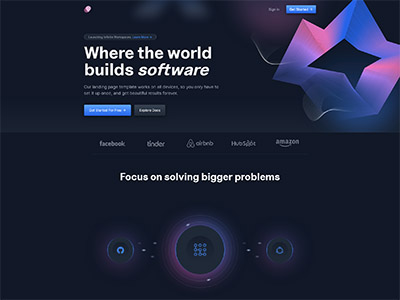 Sign in
Get Started
Launching Infinite Workspaces Learn More
Where the world
builds software
Our landing page template works on all devices, so you only have to
set it up once, and get beautiful results forever.
Get Started For Free
Explore Docs
facebook
tinder
airbnb
HubSpot
amazon
Focus on solving bigger problems